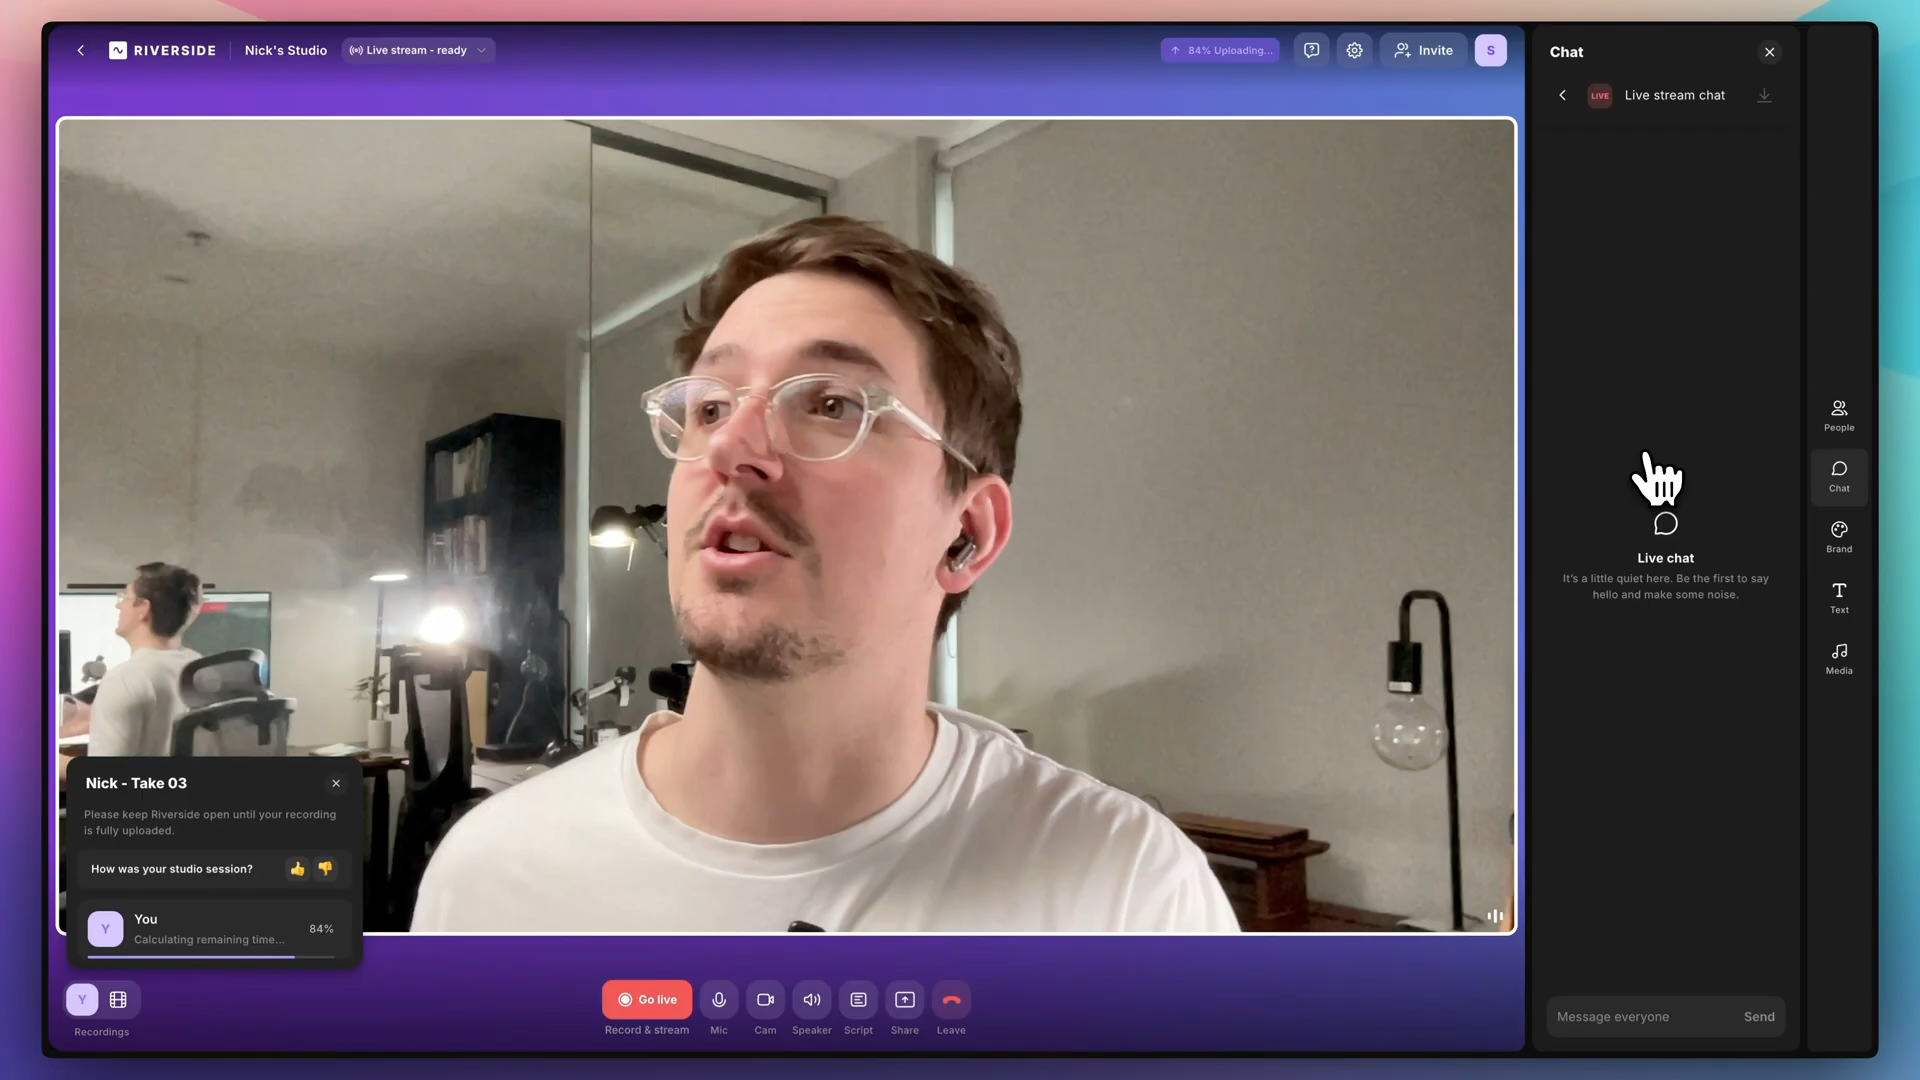 RIVERSIDE
Nick's Studio
Live stream - ready
84% Uploading...
Invite
S
Chat
LIVE
Live stream chat
People
Chat
Brand
Text
Media
Live chat
It's a little quiet here. Be the first to say
hello and make some noise.
Nick - Take 03
Please keep Riverside open until your recording
is fully uploaded.
How was your studio session?
Y
You
Calculating remaining time...
84%
Y
Recordings
Go live
Record & stream
Mic
Cam
Speaker
Script
Share
Leave
Message everyone
Send